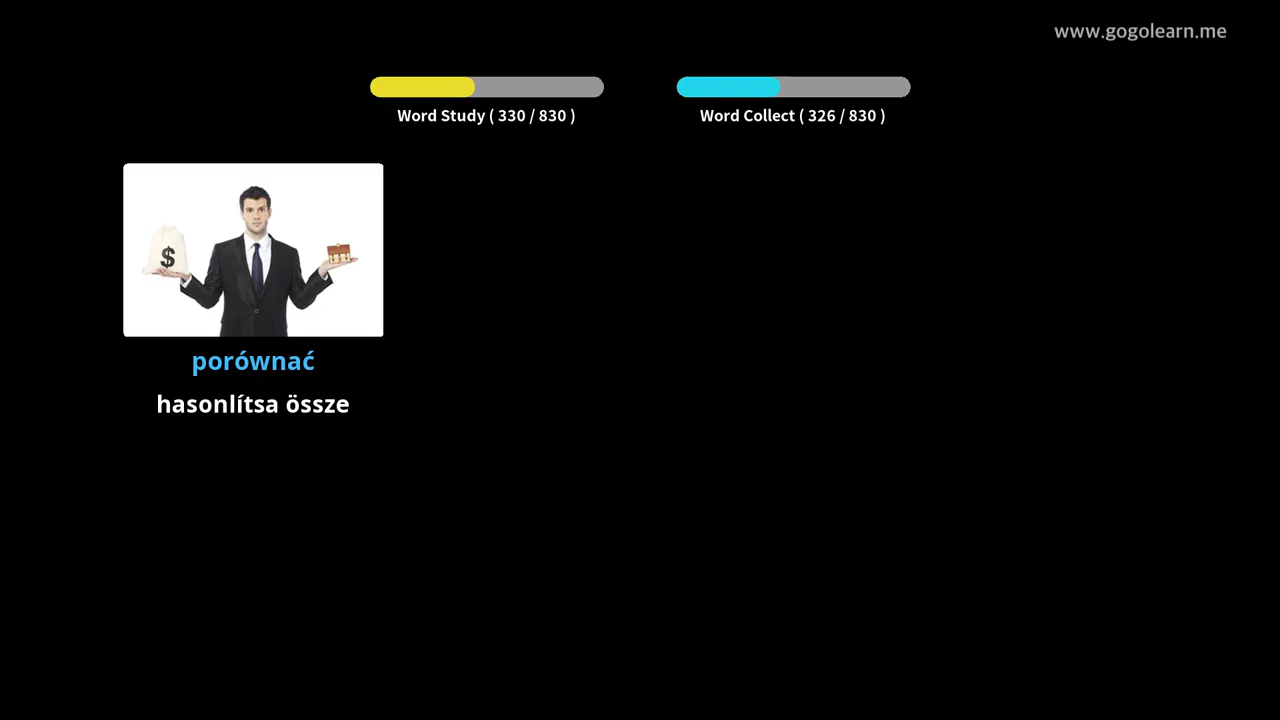 www.gogolearn.me
Word Study ( 330 / 830 )
Word Collect ( 326 / 830 )
$
porównać
hasonlítsa össze